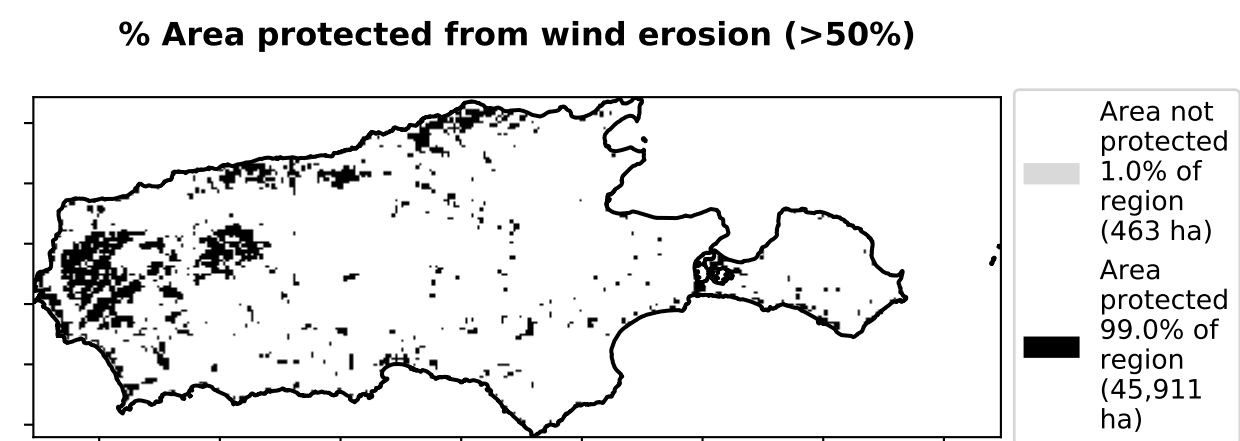 % Area protected from wind erosion (>50%)
Area not
protected
1.0% of
region
(463 ha)
Area
protected
99.0% of
region
(45,911
ha)